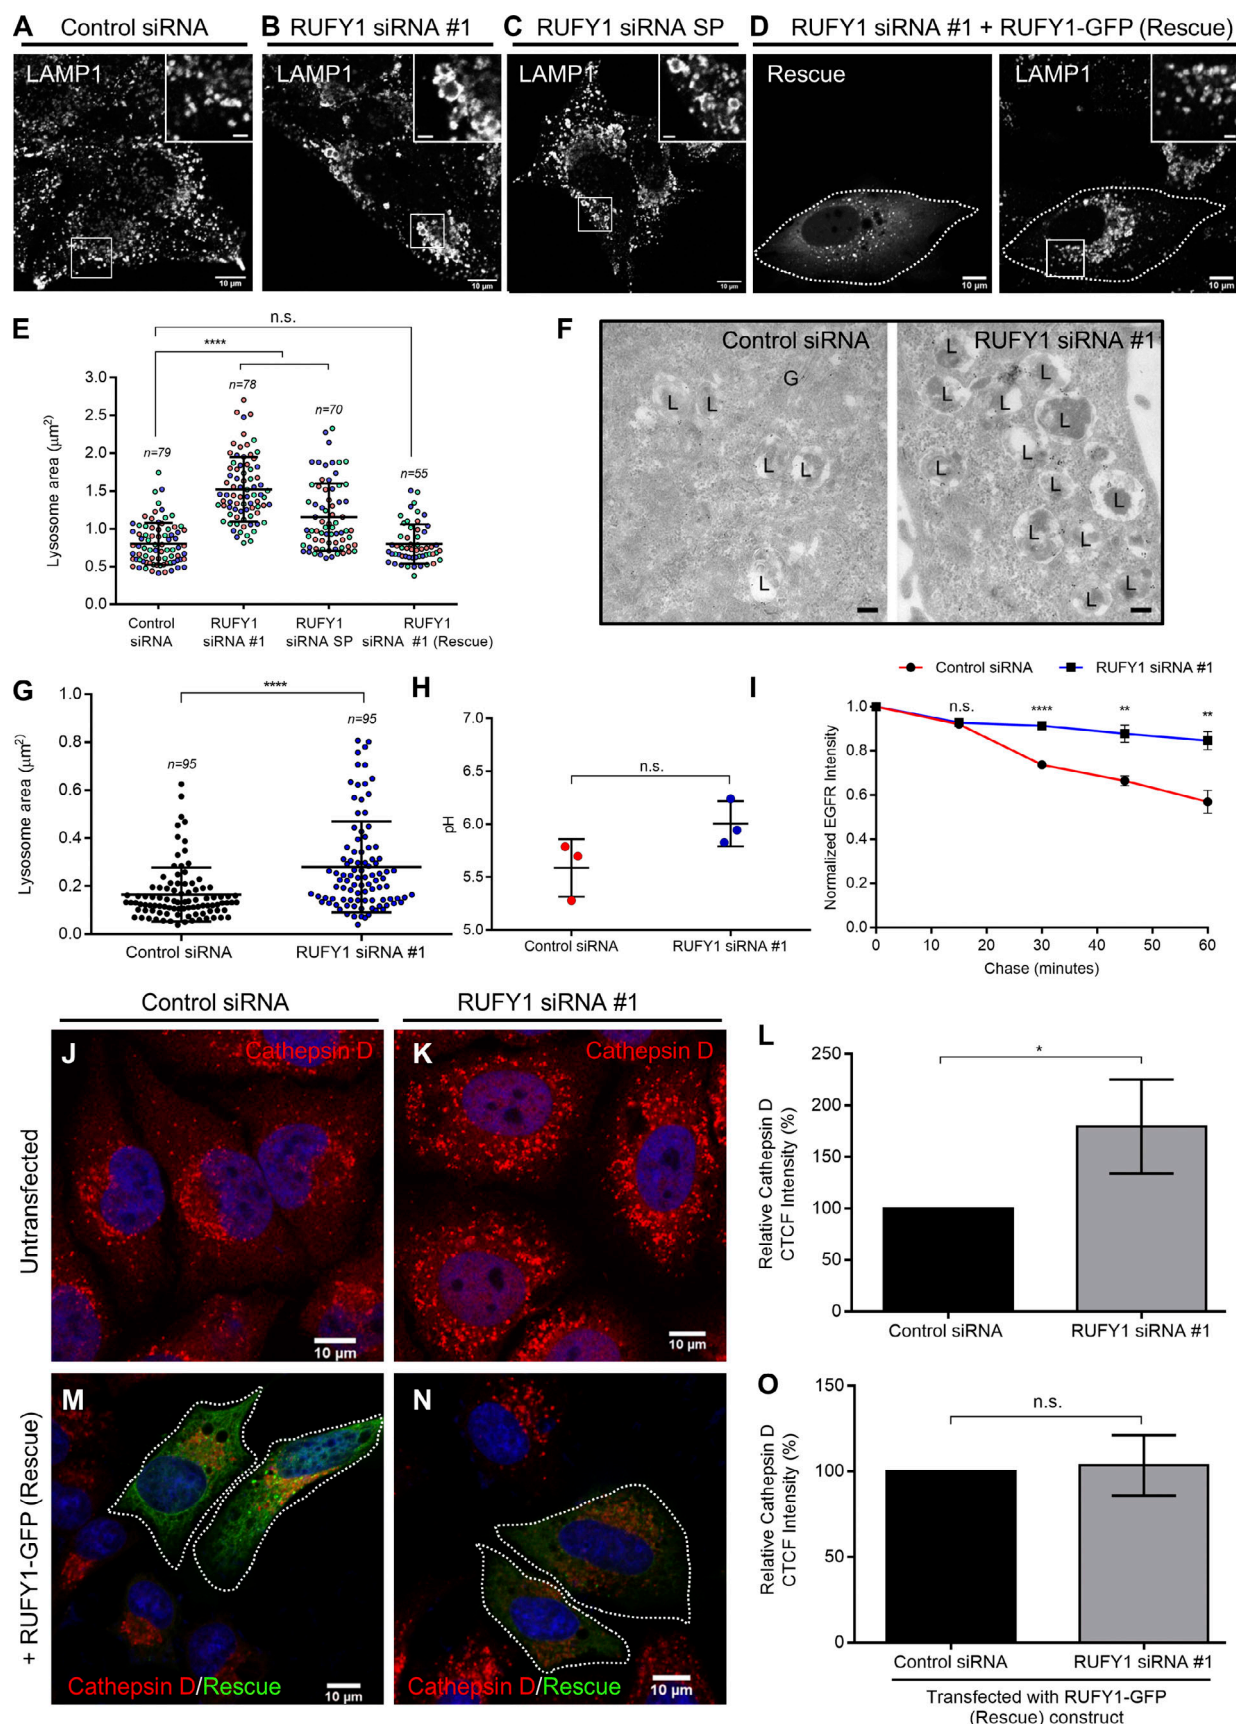 A Control siRNA
B RUFY1 siRNA #1
C RUFY1 siRNA SP
D RUFY1 siRNA #1 + RUFY1-GFP (Rescue)
LAMP1
LAMP1
LAMP1
Rescue
LAMP1
10 µm
10 µm
10 µm
10 µm
10 µm
E
n.s.
****
n=79
n=78
n=70
n=55
Lysosome area (µm²)
3.0
2.5
2.0
1.5
1.0
0.5
0.0
Control
siRNA
RUFY1
siRNA #1
RUFY1
siRNA SP
RUFY1
siRNA #1 (Rescue)
F
Control siRNA
G
L L
L L
L
RUFY1 siRNA #1
L
L
L
L
L
L
L
L
L
L
L
L
L
G
****
n=95
n=95
Lysosome area (µm²)
1.0
0.8
0.6
0.4
0.2
0.0
Control siRNA
RUFY1 siRNA #1
H
n.s.
pH
7.0
6.5
6.0
5.5
5.0
Control siRNA
RUFY1 siRNA #1
I
Control siRNA
RUFY1 siRNA #1
n.s.
****
**
**
Normalized EGFR Intensity
1.0
0.8
0.6
0.4
0.2
0.0
0 10 20 30 40 50 60
Chase (minutes)
Control siRNA
RUFY1 siRNA #1
Untransfected
J
Cathepsin D
10 µm
K
Cathepsin D
10 µm
L
*
Relative Cathepsin D
CTCF Intensity (%)
250
200
150
100
50
0
Control siRNA
RUFY1 siRNA #1
+ RUFY1-GFP (Rescue)
M
Cathepsin D/Rescue
10 µm
N
Cathepsin D/Rescue
10 µm
O
n.s.
Relative Cathepsin D
CTCF Intensity (%)
150
100
50
0
Control siRNA
RUFY1 siRNA #1
Transfected with RUFY1-GFP
(Rescue) construct